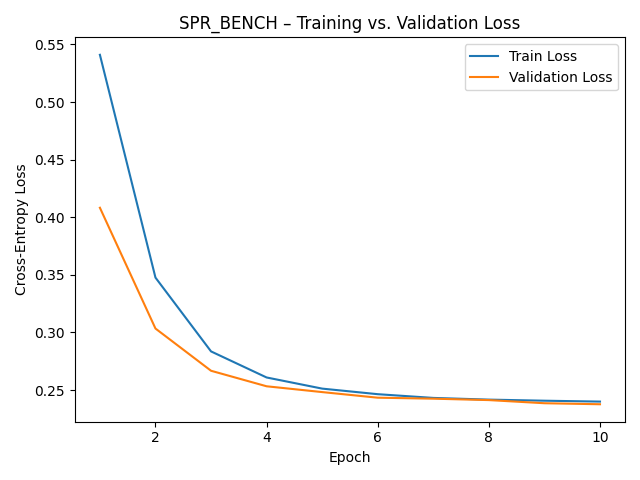 SPR_BENCH – Training vs. Validation Loss
Train Loss
Validation Loss
Cross-Entropy Loss
0.55
0.50
0.45
0.40
0.35
0.30
0.25
2
4
6
8
10
Epoch